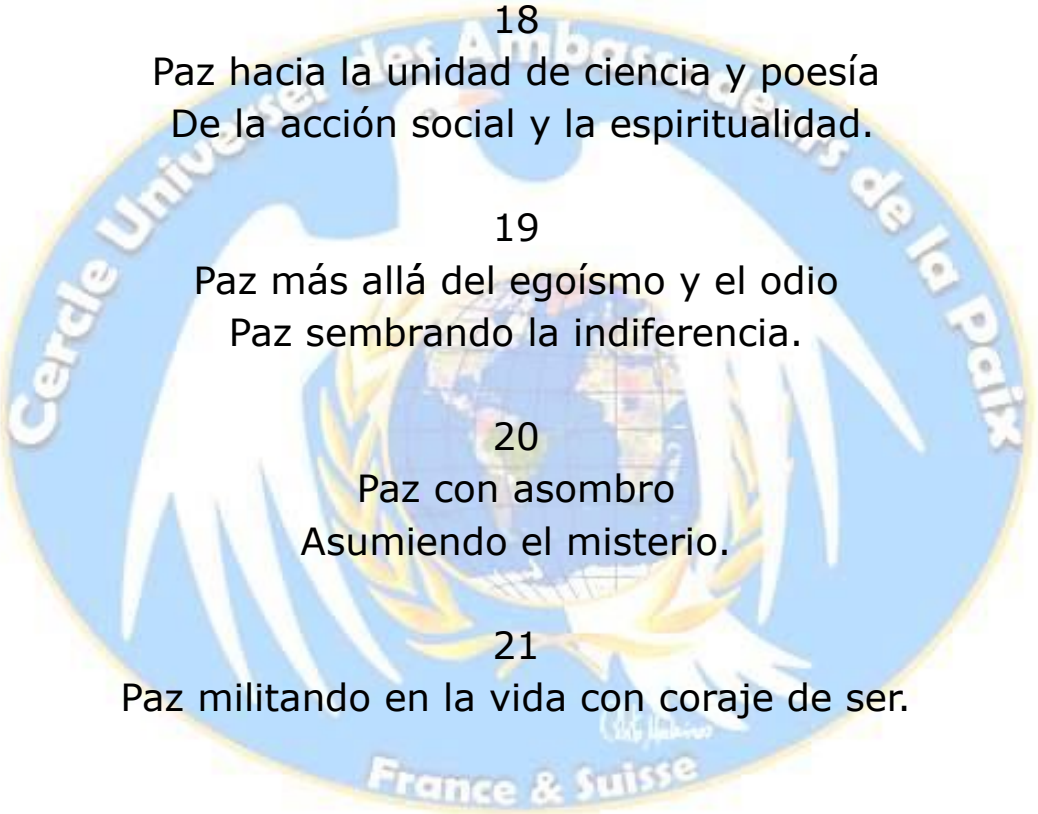 18
Paz hacia la unidad de ciencia y poesía
De la acción social y la espiritualidad.
19
Paz más allá del egoísmo y el odio
Paz sembrando la indiferencia.
20
Paz con asombro
Asumiendo el misterio.
21
Paz militando en la vida con coraje de ser.
Cercle Universel des Ambassadeurs de la Paix
France & Suisse